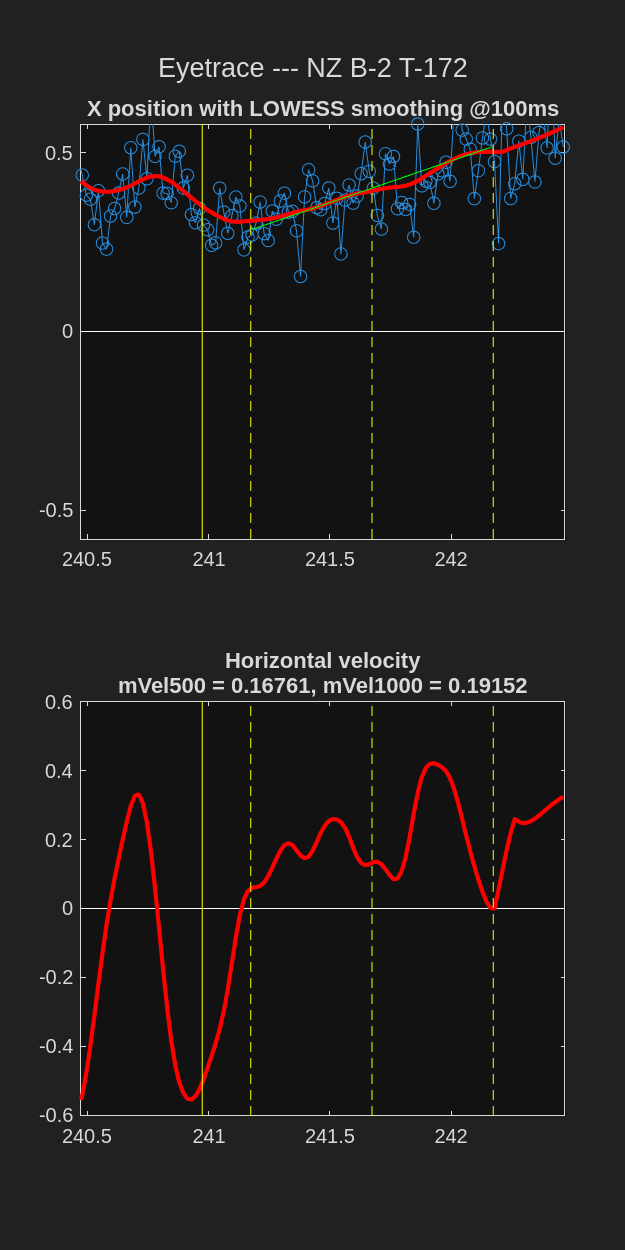 Eyetrace --- NZ B-2 T-172
X position with LOWESS smoothing @100ms
0.5
0
-0.5
240.5 241 241.5 242
Horizontal velocity
mVel500 = 0.16761, mVel1000 = 0.19152
0.6
0.4
0.2
0
-0.2
-0.4
-0.6
240.5 241 241.5 242